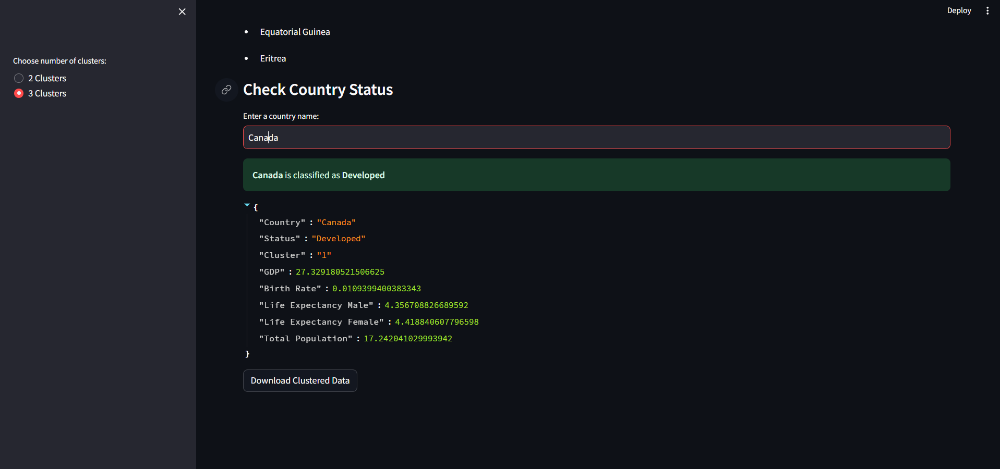 Deploy
Choose number of clusters:
2 Clusters
3 Clusters
• Equatorial Guinea
• Eritrea
Check Country Status
Enter a country name:
Canada
Canada is classified as Developed
{
"Country" : "Canada"
"Status" : "Developed"
"Cluster" : "1"
"GDP" : 27.329180521506625
"Birth Rate" : 0.0109399400383343
"Life Expectancy Male" : 4.356708826689592
"Life Expectancy Female" : 4.418840607796598
"Total Population" : 17.242041029993942
}
Download Clustered Data